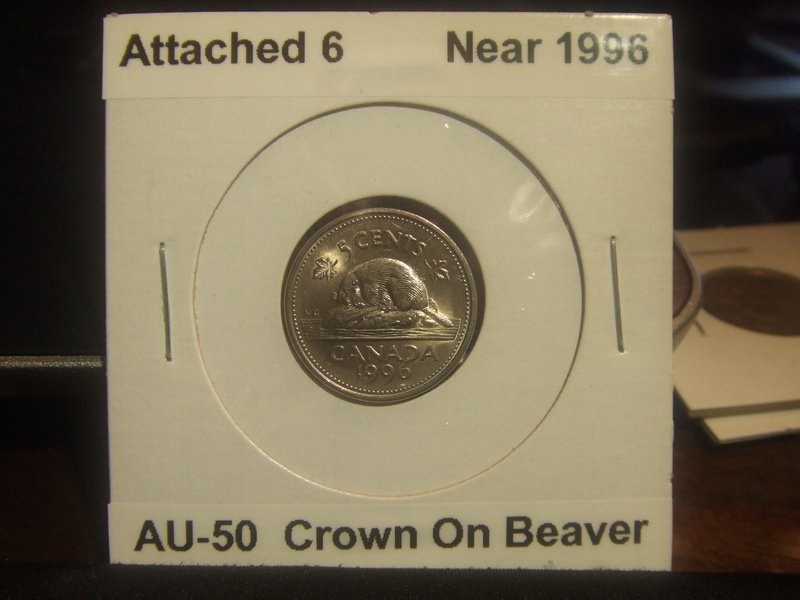 Attached 6 Near 1996
5 CENTS
K G
CANADA
1996
AU-50 Crown On Beaver